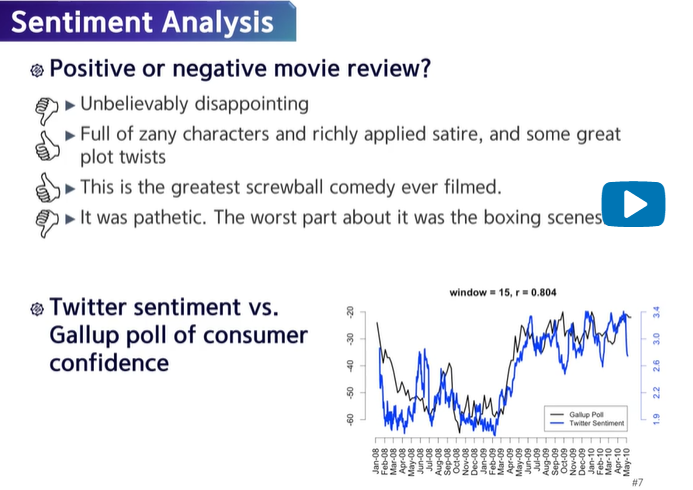 Sentiment Analysis
Positive or negative movie review?
Unbelievably disappointing
Full of zany characters and richly applied satire, and some great
plot twists
This is the greatest screwball comedy ever filmed.
It was pathetic. The worst part about it was the boxing scenes
Twitter sentiment vs.
Gallup poll of consumer
confidence
window = 15, r = 0.804
-20
-30
-40
-50
-60
3.4
3.0
2.6
2.2
1.9
Gallup Poll
Twitter Sentiment
Jan-08
Feb-08
Mar-08
Apr-08
May-08
Jun-08
Jul-08
Aug-08
Sep-08
Oct-08
Nov-08
Dec-08
Jan-09
Feb-09
Mar-09
Apr-09
May-09
Jun-09
Jul-09
Aug-09
Sep-09
Oct-09
Nov-09
Dec-09
Jan-10
Feb-10
Mar-10
Apr-10
May-10
#7